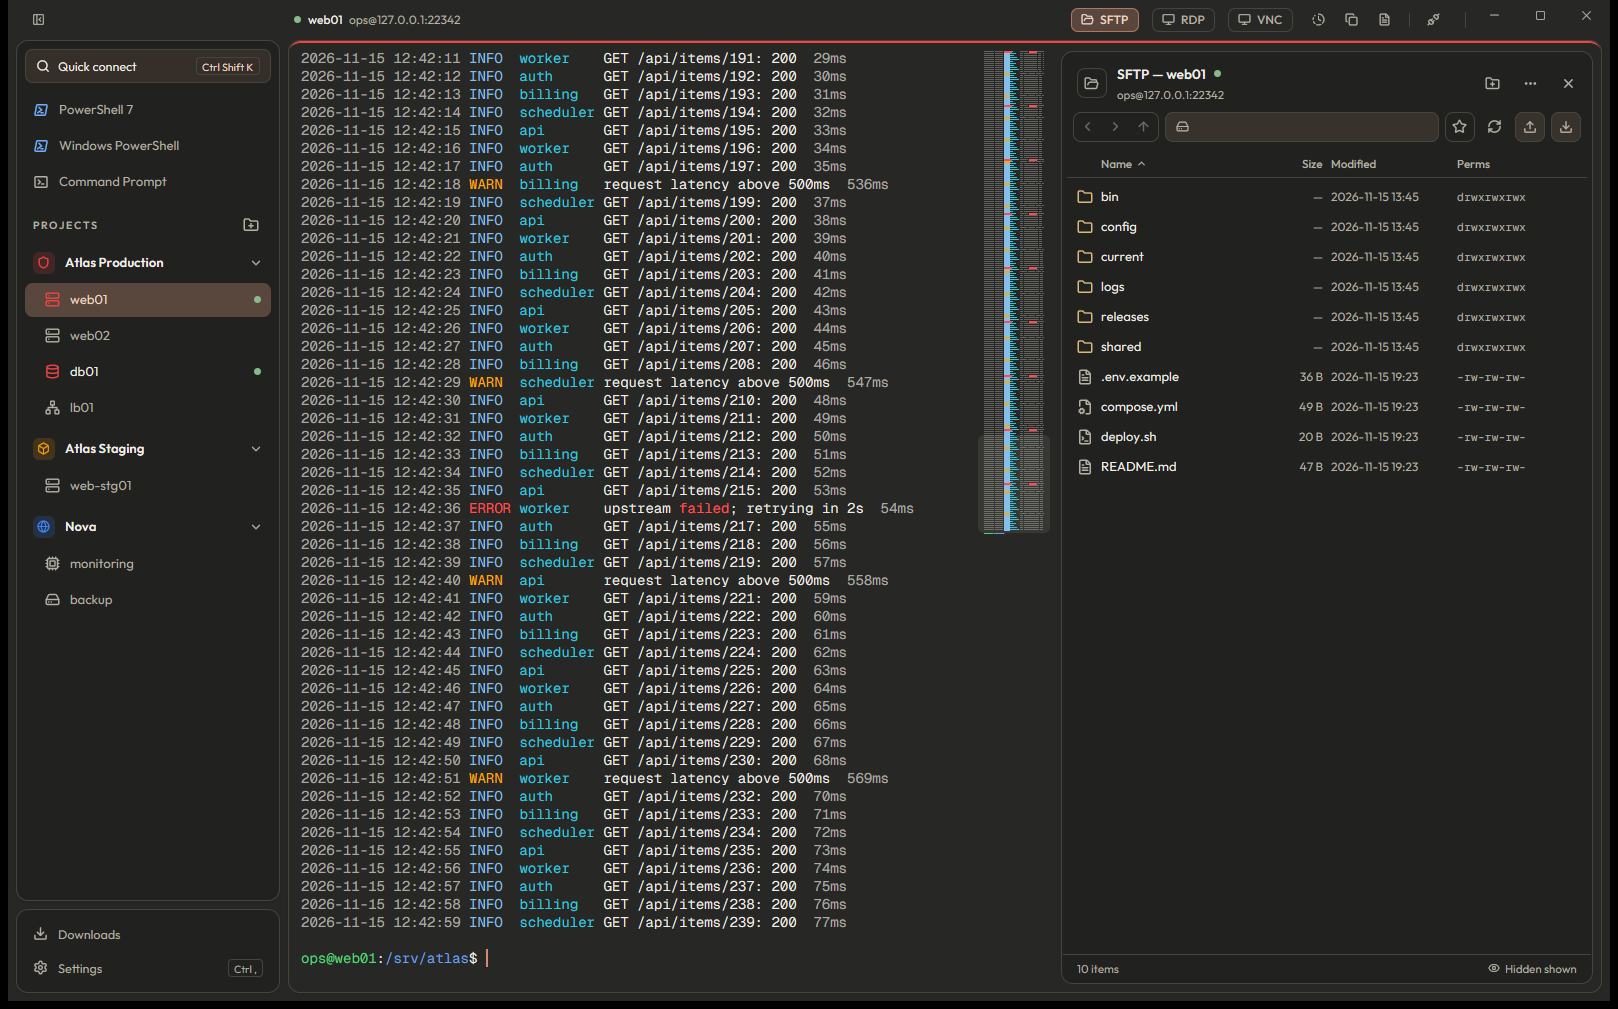 web01 ops@127.0.0.1:22342
SFTP RDP VNC
Quick connect Ctrl Shift K
PowerShell 7
Windows PowerShell
Command Prompt
PROJECTS
Atlas Production
web01
web02
db01
lb01
Atlas Staging
web-stg01
Nova
monitoring
backup
Downloads
Settings Ctrl ,
2026-11-15 12:42:11 INFO worker GET /api/items/191: 200 29ms
2026-11-15 12:42:12 INFO auth GET /api/items/192: 200 30ms
2026-11-15 12:42:13 INFO billing GET /api/items/193: 200 31ms
2026-11-15 12:42:14 INFO scheduler GET /api/items/194: 200 32ms
2026-11-15 12:42:15 INFO api GET /api/items/195: 200 33ms
2026-11-15 12:42:16 INFO worker GET /api/items/196: 200 34ms
2026-11-15 12:42:17 INFO auth GET /api/items/197: 200 35ms
2026-11-15 12:42:18 WARN billing request latency above 500ms 536ms
2026-11-15 12:42:19 INFO scheduler GET /api/items/199: 200 37ms
2026-11-15 12:42:20 INFO api GET /api/items/200: 200 38ms
2026-11-15 12:42:21 INFO worker GET /api/items/201: 200 39ms
2026-11-15 12:42:22 INFO auth GET /api/items/202: 200 40ms
2026-11-15 12:42:23 INFO billing GET /api/items/203: 200 41ms
2026-11-15 12:42:24 INFO scheduler GET /api/items/204: 200 42ms
2026-11-15 12:42:25 INFO api GET /api/items/205: 200 43ms
2026-11-15 12:42:26 INFO worker GET /api/items/206: 200 44ms
2026-11-15 12:42:27 INFO auth GET /api/items/207: 200 45ms
2026-11-15 12:42:28 INFO billing GET /api/items/208: 200 46ms
2026-11-15 12:42:29 WARN scheduler request latency above 500ms 547ms
2026-11-15 12:42:30 INFO api GET /api/items/210: 200 48ms
2026-11-15 12:42:31 INFO worker GET /api/items/211: 200 49ms
2026-11-15 12:42:32 INFO auth GET /api/items/212: 200 50ms
2026-11-15 12:42:33 INFO billing GET /api/items/213: 200 51ms
2026-11-15 12:42:34 INFO scheduler GET /api/items/214: 200 52ms
2026-11-15 12:42:35 INFO api GET /api/items/215: 200 53ms
2026-11-15 12:42:36 ERROR worker upstream failed; retrying in 2s 54ms
2026-11-15 12:42:37 INFO auth GET /api/items/217: 200 55ms
2026-11-15 12:42:38 INFO billing GET /api/items/218: 200 56ms
2026-11-15 12:42:39 INFO scheduler GET /api/items/219: 200 57ms
2026-11-15 12:42:40 WARN api request latency above 500ms 558ms
2026-11-15 12:42:41 INFO worker GET /api/items/221: 200 59ms
2026-11-15 12:42:42 INFO auth GET /api/items/222: 200 60ms
2026-11-15 12:42:43 INFO billing GET /api/items/223: 200 61ms
2026-11-15 12:42:44 INFO scheduler GET /api/items/224: 200 62ms
2026-11-15 12:42:45 INFO api GET /api/items/225: 200 63ms
2026-11-15 12:42:46 INFO worker GET /api/items/226: 200 64ms
2026-11-15 12:42:47 INFO auth GET /api/items/227: 200 65ms
2026-11-15 12:42:48 INFO billing GET /api/items/228: 200 66ms
2026-11-15 12:42:49 INFO scheduler GET /api/items/229: 200 67ms
2026-11-15 12:42:50 INFO api GET /api/items/230: 200 68ms
2026-11-15 12:42:51 WARN worker request latency above 500ms 569ms
2026-11-15 12:42:52 INFO auth GET /api/items/232: 200 70ms
2026-11-15 12:42:53 INFO billing GET /api/items/233: 200 71ms
2026-11-15 12:42:54 INFO scheduler GET /api/items/234: 200 72ms
2026-11-15 12:42:55 INFO api GET /api/items/235: 200 73ms
2026-11-15 12:42:56 INFO worker GET /api/items/236: 200 74ms
2026-11-15 12:42:57 INFO auth GET /api/items/237: 200 75ms
2026-11-15 12:42:58 INFO billing GET /api/items/238: 200 76ms
2026-11-15 12:42:59 INFO scheduler GET /api/items/239: 200 77ms
ops@web01:/srv/atlas$
SFTP — web01
ops@127.0.0.1:22342
Name Size Modified Perms
bin — 2026-11-15 13:45 drwxrwxrwx
config — 2026-11-15 13:45 drwxrwxrwx
current — 2026-11-15 13:45 drwxrwxrwx
logs — 2026-11-15 13:45 drwxrwxrwx
releases — 2026-11-15 13:45 drwxrwxrwx
shared — 2026-11-15 13:45 drwxrwxrwx
.env.example 36 B 2026-11-15 19:23 -rw-rw-rw-
compose.yml 49 B 2026-11-15 19:23 -rw-rw-rw-
deploy.sh 20 B 2026-11-15 19:23 -rw-rw-rw-
README.md 47 B 2026-11-15 19:23 -rw-rw-rw-
10 items Hidden shown